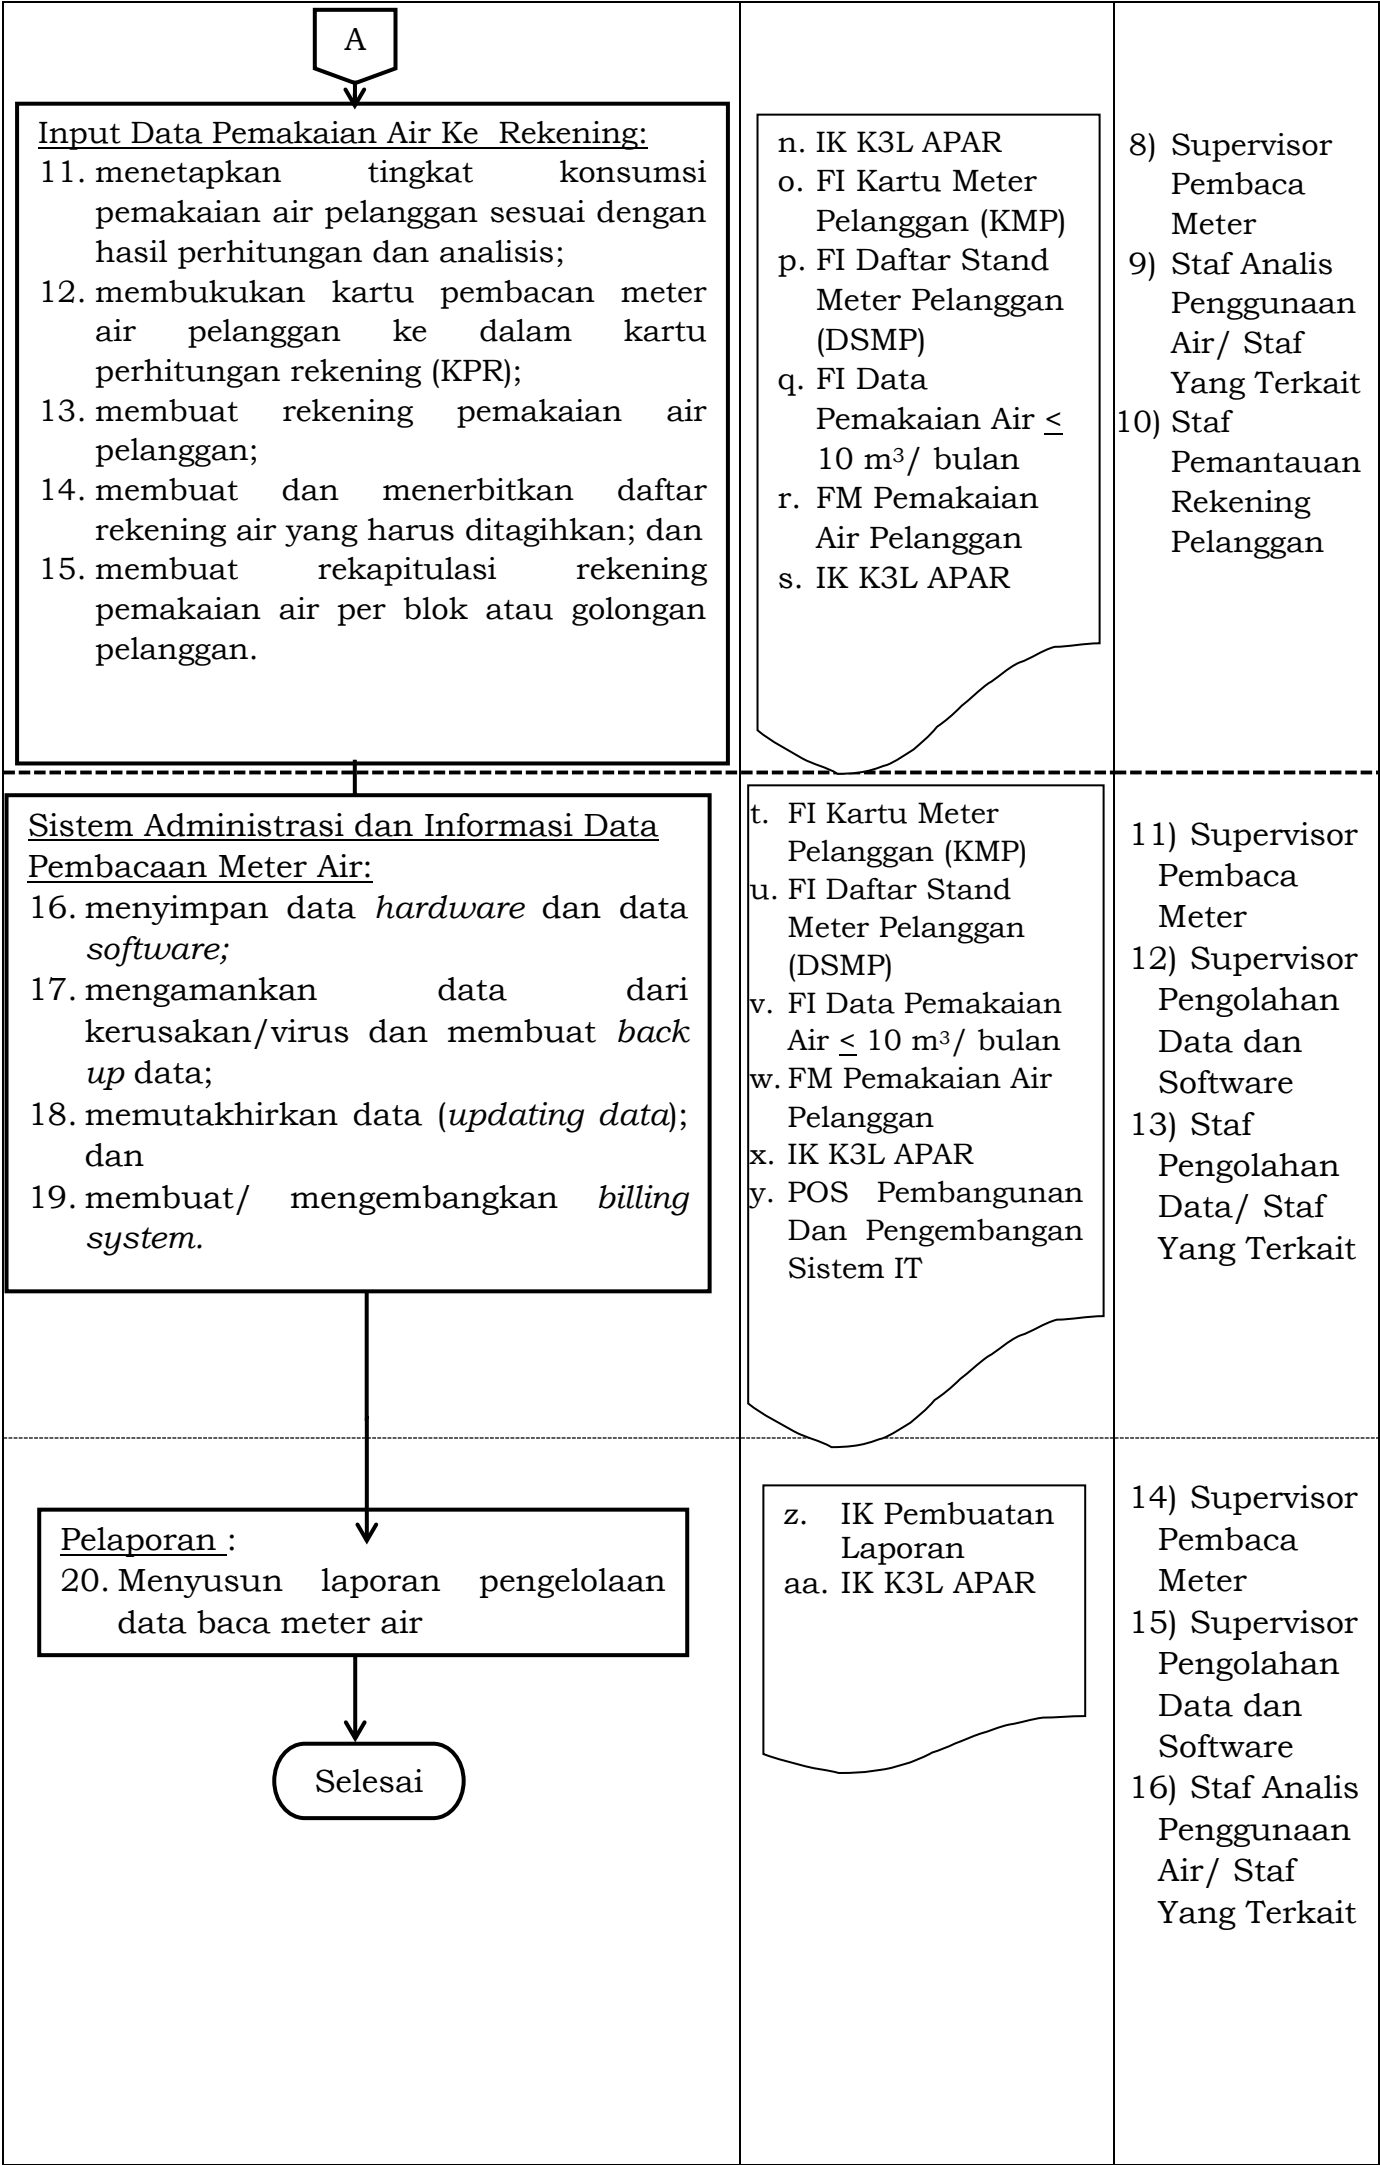 A
Input Data Pemakaian Air Ke Rekening:
11. menetapkan tingkat konsumsi
pemakaian air pelanggan sesuai dengan
hasil perhitungan dan analisis;
12. membukukan kartu pembacan meter
air pelanggan ke dalam kartu
perhitungan rekening (KPR);
13. membuat rekening pemakaian air
pelanggan;
14. membuat dan menerbitkan daftar
rekening air yang harus ditagihkan; dan
15. membuat rekapitulasi rekening
pemakaian air per blok atau golongan
pelanggan.
n. IK K3L APAR
o. FI Kartu Meter
Pelanggan (KMP)
p. FI Daftar Stand
Meter Pelanggan
(DSMP)
q. FI Data
Pemakaian Air ≤
10 m³/ bulan
r. FM Pemakaian
Air Pelanggan
s. IK K3L APAR
8) Supervisor
Pembaca
Meter
9) Staf Analis
Penggunaan
Air/ Staf
Yang Terkait
10) Staf
Pemantauan
Rekening
Pelanggan
Sistem Administrasi dan Informasi Data
Pembacaan Meter Air:
16. menyimpan data hardware dan data
software;
17. mengamankan data dari
kerusakan/virus dan membuat back
up data;
18. memutakhirkan data (updating data);
dan
19. membuat/ mengembangkan billing
system.
t. FI Kartu Meter
Pelanggan (KMP)
u. FI Daftar Stand
Meter Pelanggan
(DSMP)
v. FI Data Pemakaian
Air ≤ 10 m³/ bulan
w. FM Pemakaian Air
Pelanggan
x. IK K3L APAR
y. POS Pembangunan
Dan Pengembangan
Sistem IT
11) Supervisor
Pembaca
Meter
12) Supervisor
Pengolahan
Data dan
Software
13) Staf
Pengolahan
Data/ Staf
Yang Terkait
Pelaporan :
20. Menyusun laporan pengelolaan
data baca meter air
Selesai
z. IK Pembuatan
Laporan
aa. IK K3L APAR
14) Supervisor
Pembaca
Meter
15) Supervisor
Pengolahan
Data dan
Software
16) Staf Analis
Penggunaan
Air/ Staf
Yang Terkait